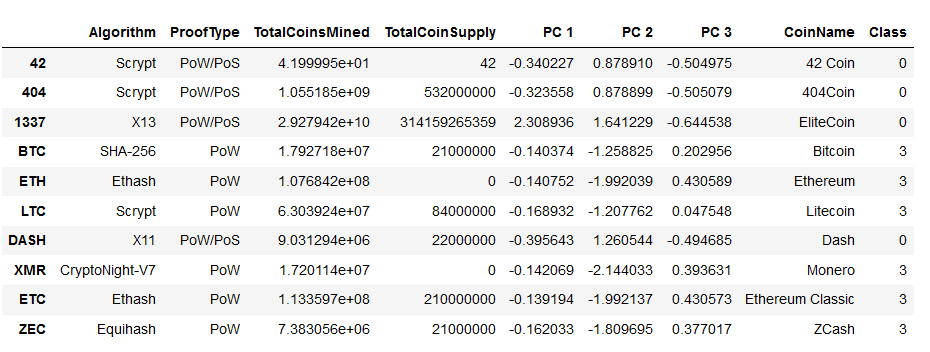 Algorithm ProofType TotalCoinsMined TotalCoinSupply PC 1 PC 2 PC 3 CoinName Class
42 Scrypt PoW/PoS 4.199995e+01 42 -0.340227 0.878910 -0.504975 42 Coin 0
404 Scrypt PoW/PoS 1.055185e+09 532000000 -0.323558 0.878899 -0.505079 404Coin 0
1337 X13 PoW/PoS 2.927942e+10 314159265359 2.308936 1.641229 -0.644538 EliteCoin 0
BTC SHA-256 PoW 1.792718e+07 21000000 -0.140374 -1.258825 0.202956 Bitcoin 3
ETH Ethash PoW 1.076842e+08 0 -0.140752 -1.992039 0.430589 Ethereum 3
LTC Scrypt PoW 6.303924e+07 84000000 -0.168932 -1.207762 0.047548 Litecoin 3
DASH X11 PoW/PoS 9.031294e+06 22000000 -0.395643 1.260544 -0.494685 Dash 0
XMR CryptoNight-V7 PoW 1.720114e+07 0 -0.142069 -2.144033 0.393631 Monero 3
ETC Ethash PoW 1.133597e+08 210000000 -0.139194 -1.992137 0.430573 Ethereum Classic 3
ZEC Equihash PoW 7.383056e+06 21000000 -0.162033 -1.809695 0.377017 ZCash 3